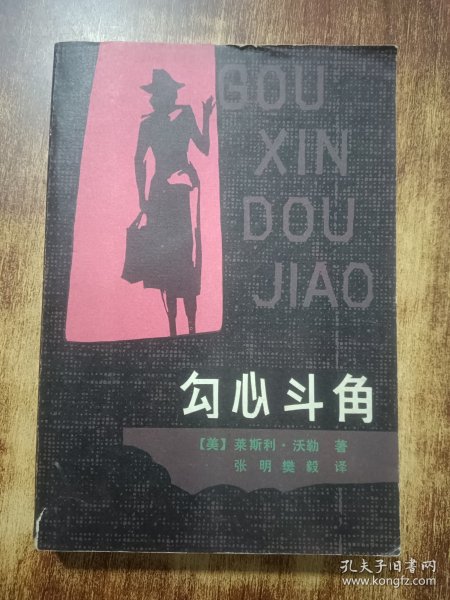 GOU
XIN
DOU
JIAO
勾心斗角
【美】莱斯利·沃勒 著
张明樊毅 译
孔夫子旧书网
www.kongfz.com